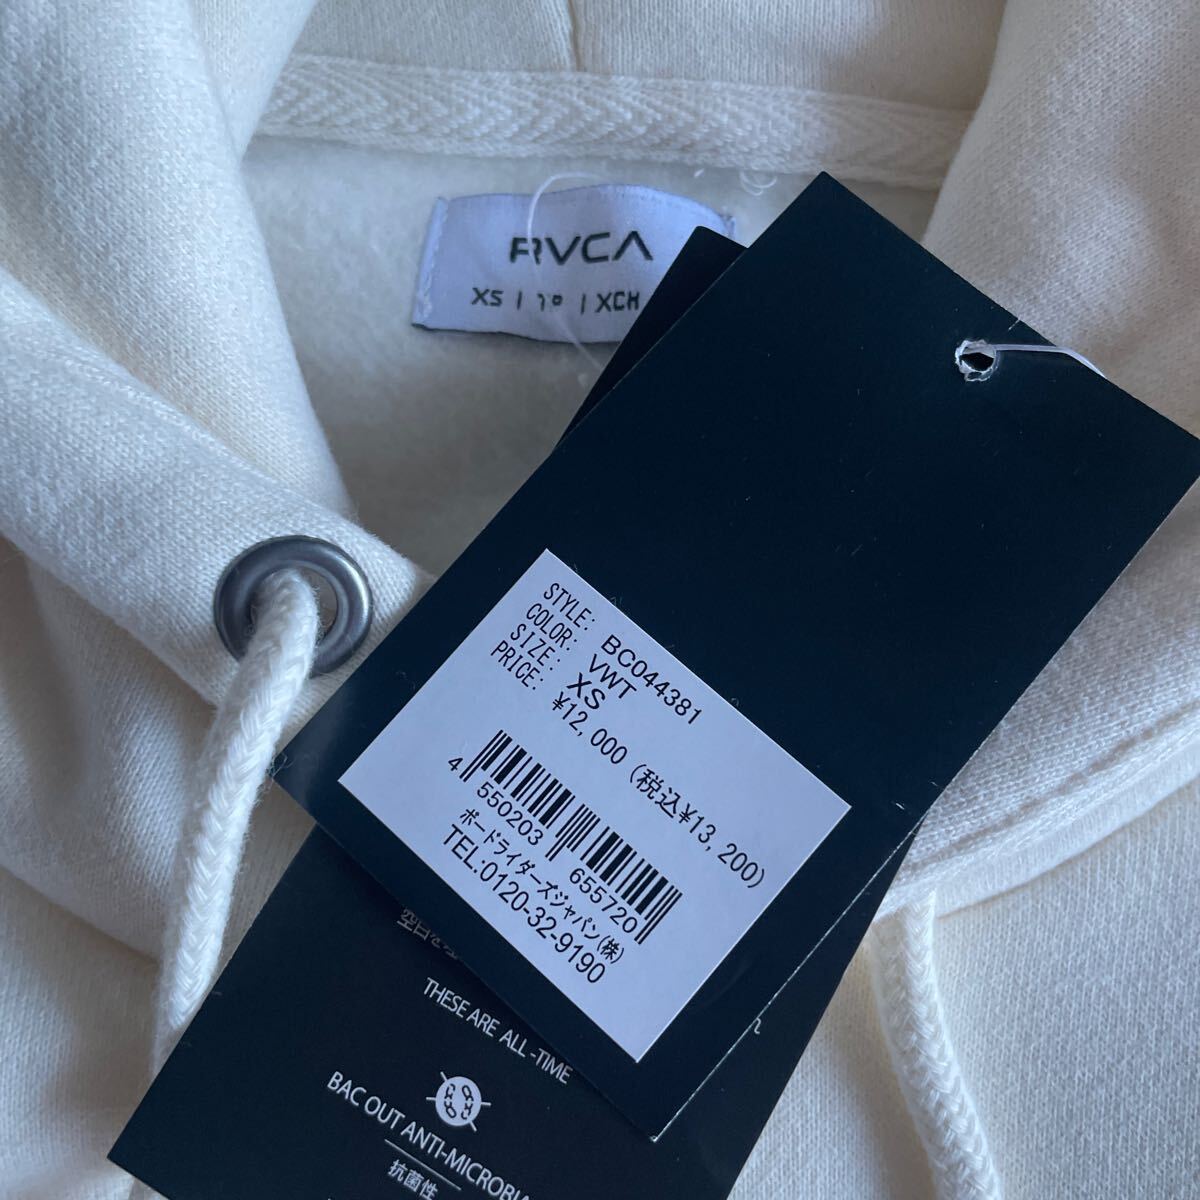 RVCA
XS | | XCH
STYLE: BC044381
COLOR: VWT
SIZE: XS
PRICE: ¥12,000 (税込¥13,200)
4 550203 655720
ボードライダーズジャパン(株)
TEL:0120-32-9190
THESE ARE ALL-TIME
BAC OUT ANTI-MICROBI
抗菌性